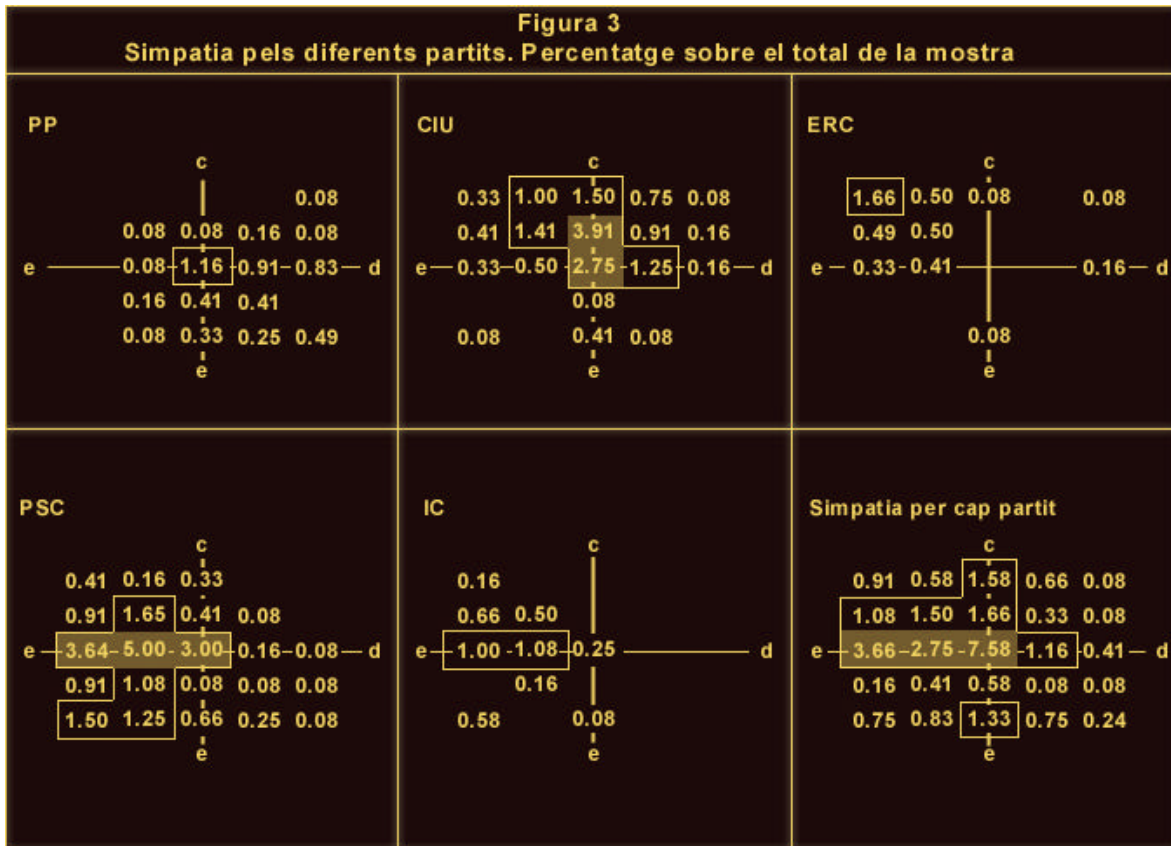 Figura 3
Simpatia pels diferents partits. Percentatge sobre el total de la mostra
PP
c
0.08
0.08 0.08 0.16 0.08
e 0.08 1.16 0.91 0.83 d
0.16 0.41 0.41
0.08 0.33 0.25 0.49
e
CIU
c
0.33 1.00 1.50 0.75 0.08
0.41 1.41 3.91 0.91 0.16
e 0.33 0.50 2.75 1.25 0.16 d
0.08
0.08 0.41 0.08
e
ERC
c
1.66 0.50 0.08 0.08
0.49 0.50
e 0.33 0.41 0.16 d
0.08
e
PSC
c
0.41 0.16 0.33
0.91 1.65 0.41 0.08
e 3.64 5.00 3.00 0.16 0.08 d
0.91 1.08 0.08 0.08 0.08
1.50 1.25 0.66 0.25 0.08
e
IC
c
0.16
0.66 0.50
e 1.00 1.08 0.25 d
0.16
0.58 0.08
e
Simpatia per cap partit
c
0.91 0.58 1.58 0.66 0.08
1.08 1.50 1.66 0.33 0.08
e 3.66 2.75 7.58 1.16 0.41 d
0.16 0.41 0.58 0.08 0.08
0.75 0.83 1.33 0.75 0.24
e